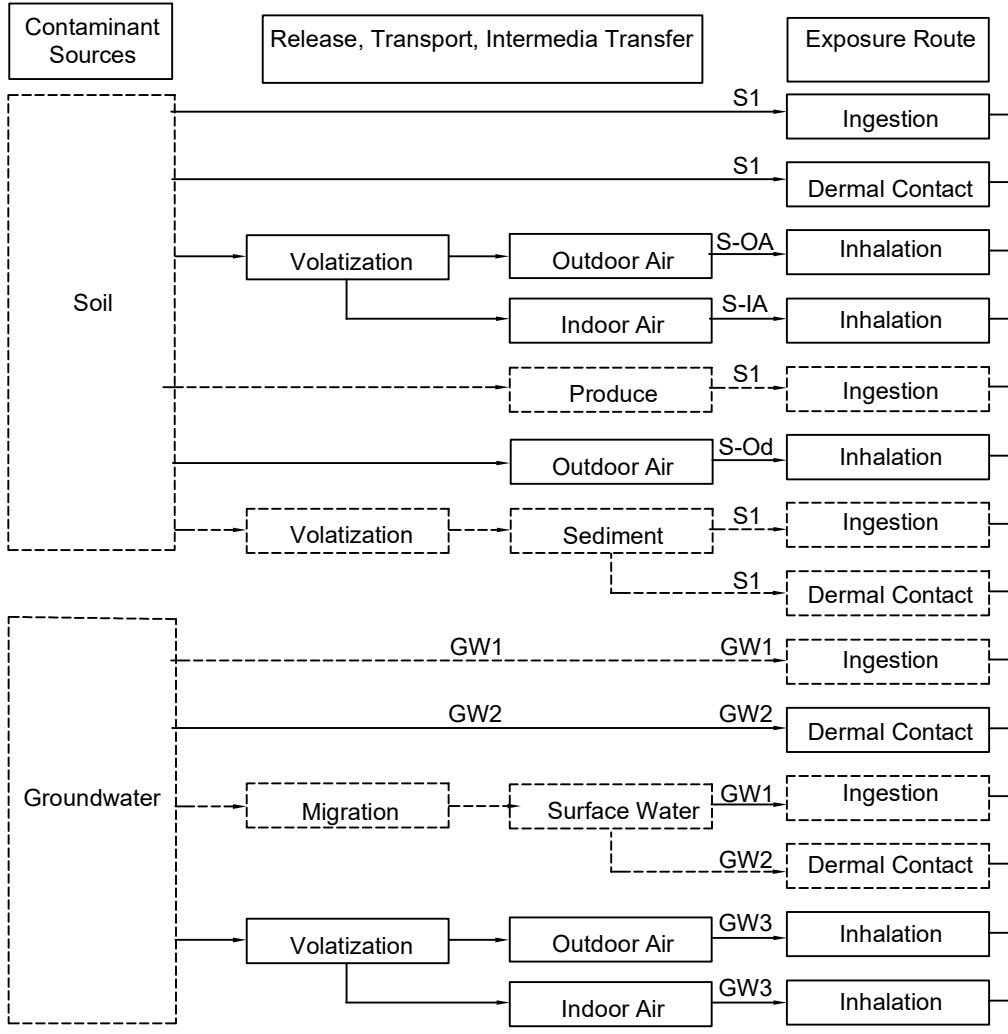 Contaminant
Sources
Release, Transport, Intermedia Transfer
Exposure Route
S1
Ingestion
S1
Dermal Contact
Soil
Volatization
Outdoor Air
S-OA
Inhalation
Indoor Air
S-IA
Inhalation
Produce
S1
Ingestion
Outdoor Air
S-Od
Inhalation
Volatization
Sediment
S1
Ingestion
S1
Dermal Contact
Groundwater
GW1
GW1
Ingestion
GW2
GW2
Dermal Contact
Migration
Surface Water
GW1
Ingestion
GW2
Dermal Contact
Volatization
Outdoor Air
GW3
Inhalation
Indoor Air
GW3
Inhalation